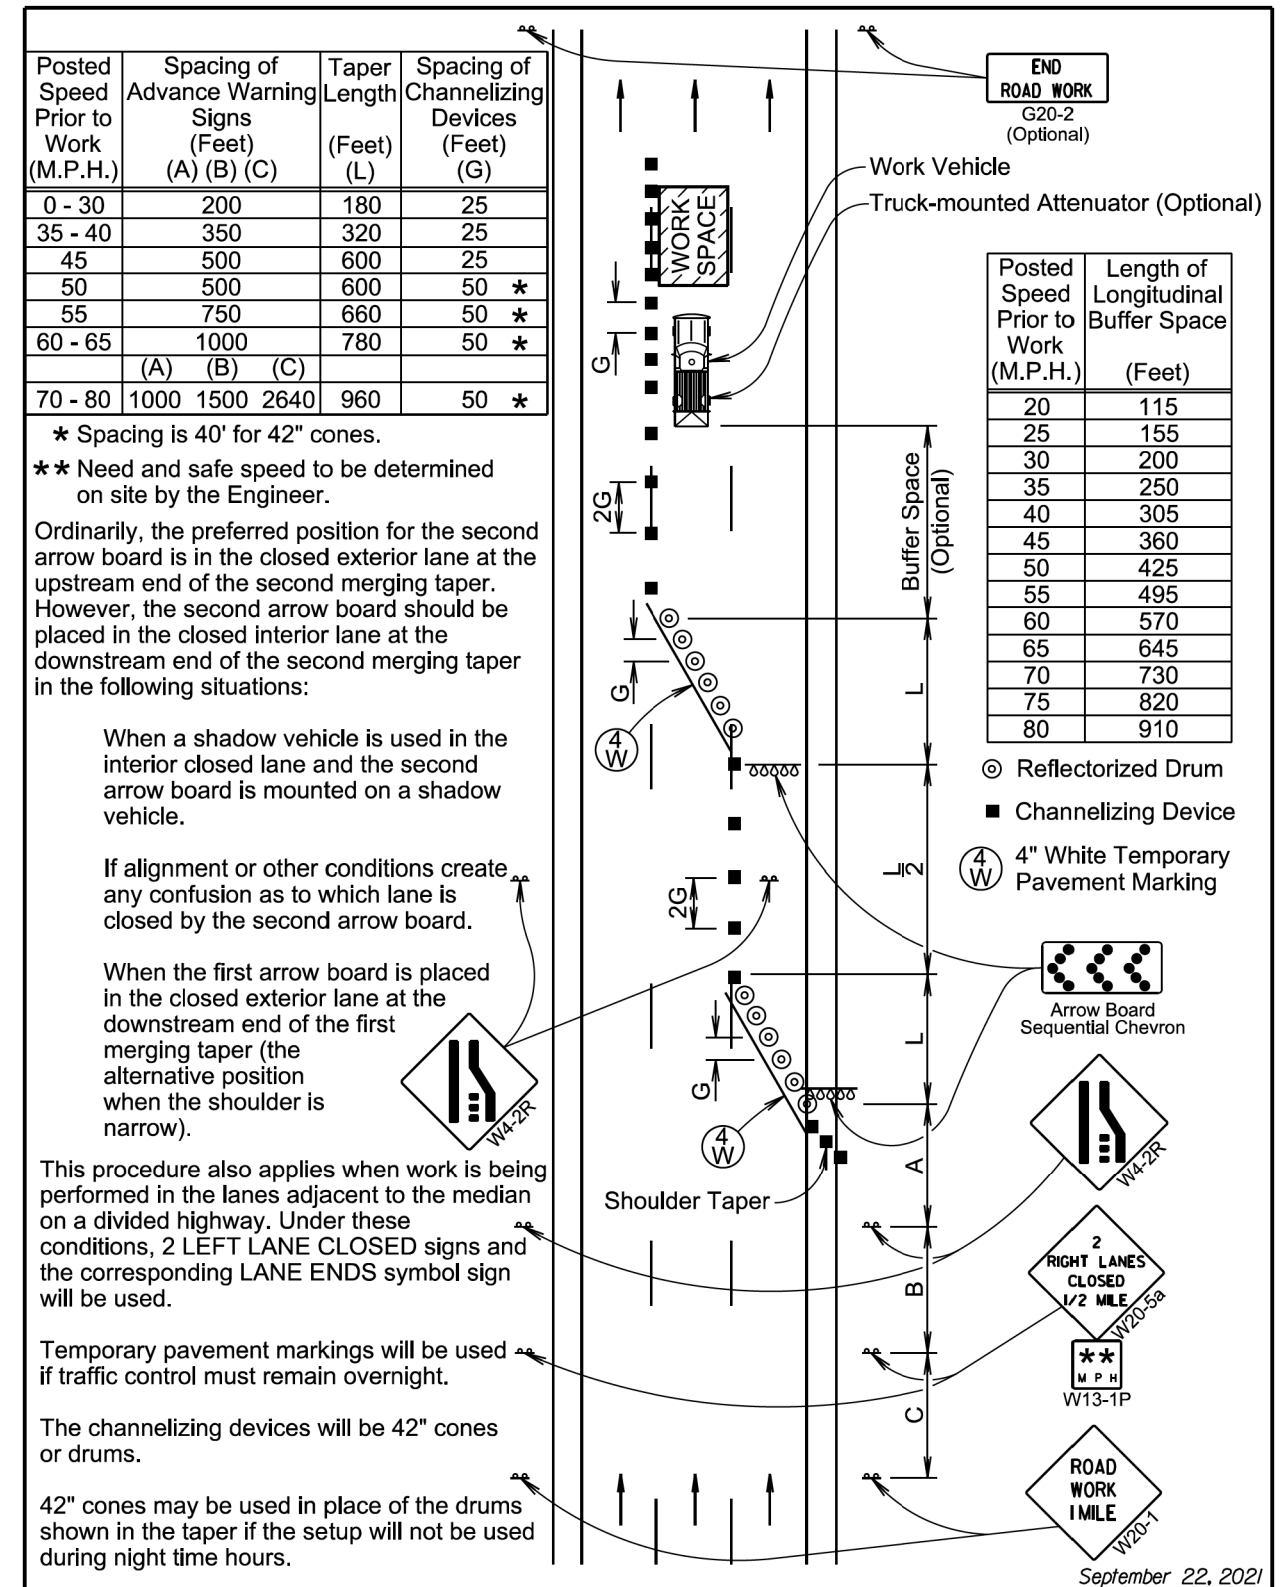 Posted Speed Prior to Work (M.P.H.) | Spacing of Advance Warning Signs (Feet) (A) (B) (C) | Taper Length (Feet) (L) | Spacing of Channelizing Devices (Feet) (G)
0 - 30 200 180 25
35 - 40 350 320 25
45 500 600 25
50 500 600 50 *
55 750 660 50 *
60 - 65 1000 780 50 *
(A) (B) (C)
70 - 80 1000 1500 2640 960 50 *
* Spacing is 40' for 42" cones.
** Need and safe speed to be determined
on site by the Engineer.
Ordinarily, the preferred position for the second
arrow board is in the closed exterior lane at the
upstream end of the second merging taper.
However, the second arrow board should be
placed in the closed interior lane at the
downstream end of the second merging taper
in the following situations:
When a shadow vehicle is used in the
interior closed lane and the second
arrow board is mounted on a shadow
vehicle.
If alignment or other conditions create
any confusion as to which lane is
closed by the second arrow board.
When the first arrow board is placed
in the closed exterior lane at the
downstream end of the first
merging taper (the
alternative position
when the shoulder is
narrow).
W4-2R
This procedure also applies when work is being
performed in the lanes adjacent to the median
on a divided highway. Under these
conditions, 2 LEFT LANE CLOSED signs and
the corresponding LANE ENDS symbol sign
will be used.
Temporary pavement markings will be used
if traffic control must remain overnight.
The channelizing devices will be 42" cones
or drums.
42" cones may be used in place of the drums
shown in the taper if the setup will not be used
during night time hours.
WORK
SPACE
G
2G
G
4
W
2G
G
4
W
Shoulder Taper
Buffer Space
(Optional)
L
L
2
L
A
B
C
END
ROAD WORK
G20-2
(Optional)
Work Vehicle
Truck-mounted Attenuator (Optional)
Posted Speed Prior to Work (M.P.H.) | Length of Longitudinal Buffer Space (Feet)
20 115
25 155
30 200
35 250
40 305
45 360
50 425
55 495
60 570
65 645
70 730
75 820
80 910
Reflectorized Drum
Channelizing Device
4
W
4" White Temporary
Pavement Marking
Arrow Board
Sequential Chevron
W4-2R
2
RIGHT LANES
CLOSED
1/2 MILE
W20-5a
**
M P H
W13-1P
ROAD
WORK
1 MILE
W20-1
September 22, 2021